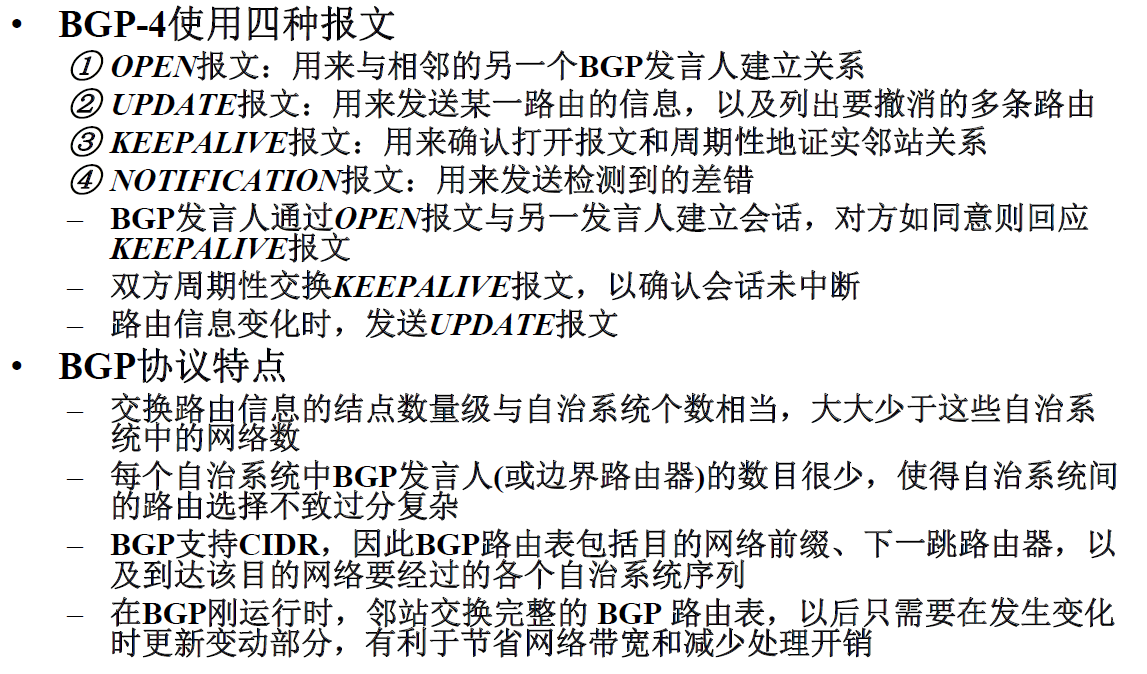 • BGP-4使用四种报文
① OPEN报文：用来与相邻的另一个BGP发言人建立关系
② UPDATE报文：用来发送某一路由的信息，以及列出要撤消的多条路由
③ KEEPALIVE报文：用来确认打开报文和周期性地证实邻站关系
④ NOTIFICATION报文：用来发送检测到的差错
– BGP发言人通过OPEN报文与另一发言人建立会话，对方如同意则回应
KEEPALIVE报文
– 双方周期性交换KEEPALIVE报文，以确认会话未中断
– 路由信息变化时，发送UPDATE报文
• BGP协议特点
– 交换路由信息的结点数量级与自治系统个数相当，大大少于这些自治系
统中的网络数
– 每个自治系统中BGP发言人(或边界路由器)的数目很少，使得自治系统间
的路由选择不致过分复杂
– BGP支持CIDR，因此BGP路由表包括目的网络前缀、下一跳路由器，以
及到达该目的网络要经过的各个自治系统序列
– 在BGP刚运行时，邻站交换完整的 BGP 路由表，以后只需要在发生变化
时更新变动部分，有利于节省网络带宽和减少处理开销